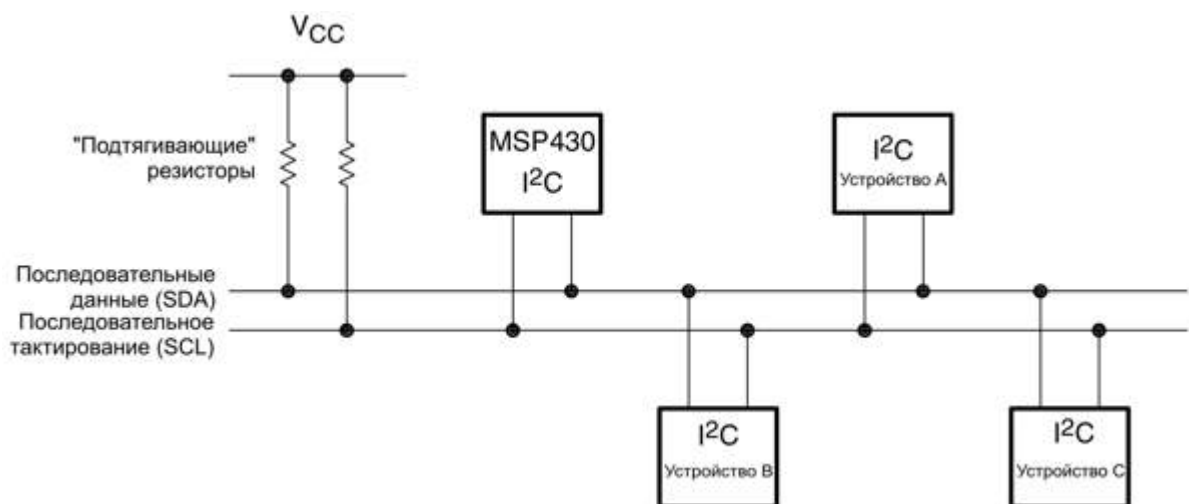 VCC
"Подтягивающие"
резисторы
MSP430
I²C
I²C
Устройство A
Последовательные
данные (SDA)
Последовательное
тактирование (SCL)
I²C
Устройство B
I²C
Устройство C